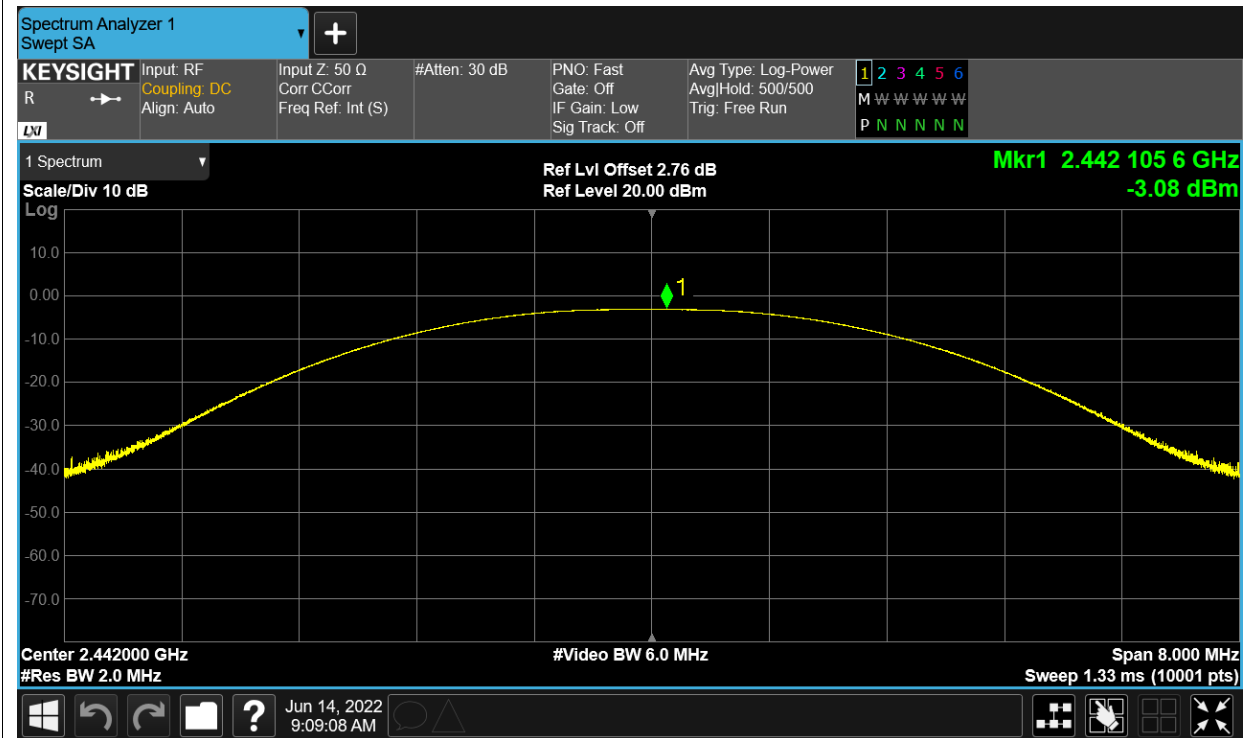 Spectrum Analyzer 1
Swept SA
KEYSIGHT
R
LXI
Input: RF
Coupling: DC
Align: Auto
Input Z: 50 Ω
Corr CCorr
Freq Ref: Int (S)
#Atten: 30 dB
PNO: Fast
Gate: Off
IF Gain: Low
Sig Track: Off
Avg Type: Log-Power
Avg|Hold: 500/500
Trig: Free Run
1 2 3 4 5 6
M W W W W W
P N N N N N
1 Spectrum
Scale/Div 10 dB
Ref Lvl Offset 2.76 dB
Ref Level 20.00 dBm
Mkr1 2.442 105 6 GHz
-3.08 dBm
Log
10.0
0.00
-10.0
-20.0
-30.0
-40.0
-50.0
-60.0
-70.0
1
Center 2.442000 GHz
#Res BW 2.0 MHz
#Video BW 6.0 MHz
Span 8.000 MHz
Sweep 1.33 ms (10001 pts)
?
Jun 14, 2022
9:09:08 AM